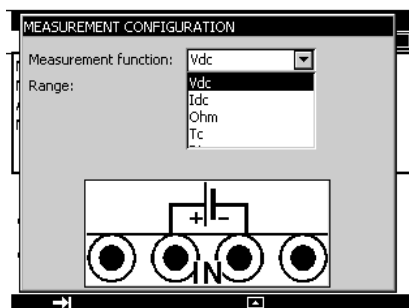 MEASUREMENT CONFIGURATION
Measurement function: Vdc
Range:
Vdc
Idc
Ohm
Tc
+ -
IN